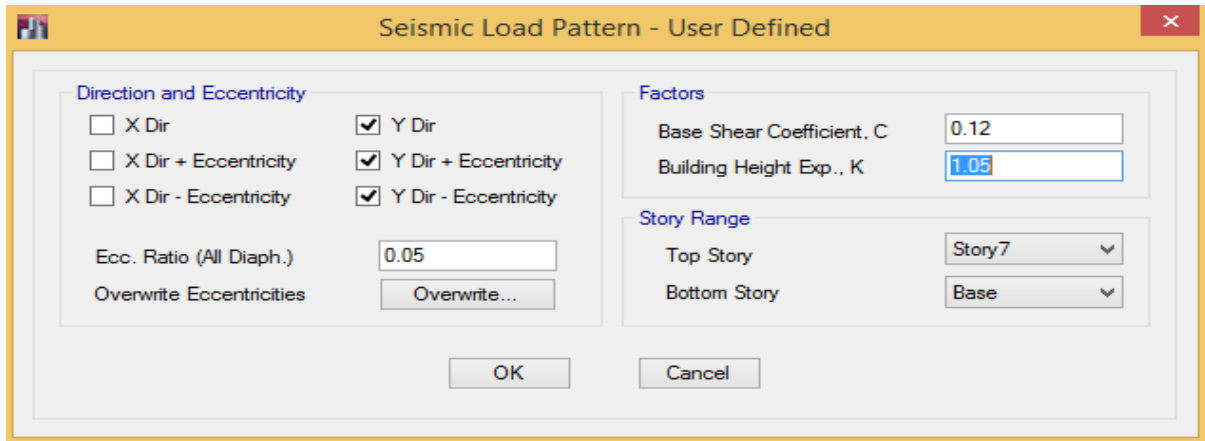 Seismic Load Pattern - User Defined
Direction and Eccentricity
X Dir
Y Dir
X Dir + Eccentricity
Y Dir + Eccentricity
X Dir - Eccentricity
Y Dir - Eccentricity
Ecc. Ratio (All Diaph.) 0.05
Overwrite Eccentricities Overwrite...
Factors
Base Shear Coefficient, C 0.12
Building Height Exp., K 1.05
Story Range
Top Story Story7
Bottom Story Base
OK
Cancel